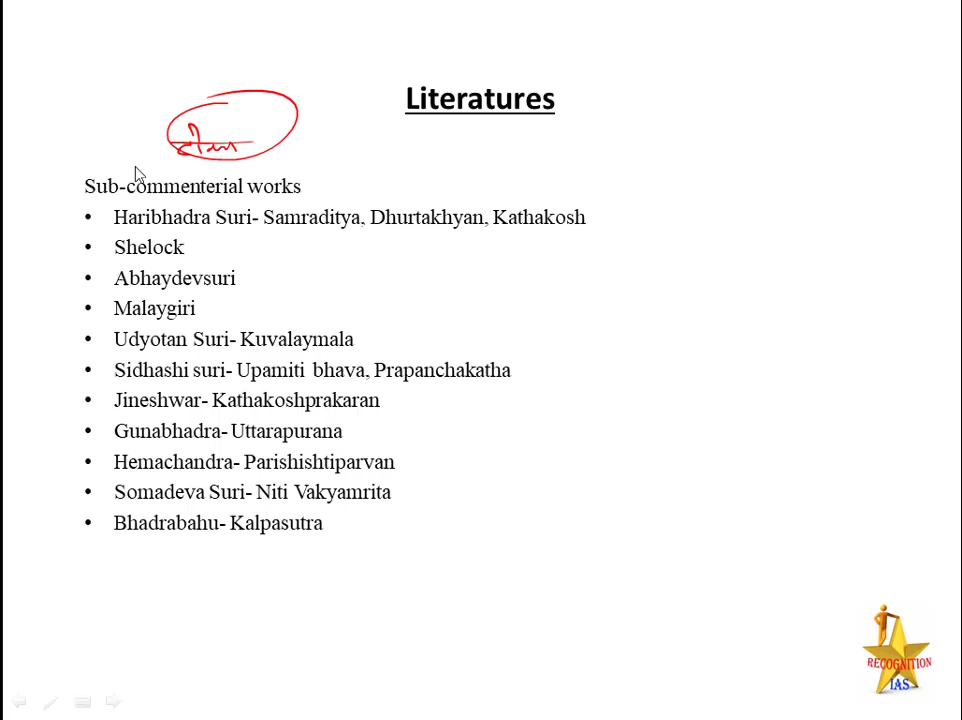 Literatures
Sub-commenterial works
• Haribhadra Suri- Samraditya, Dhurtakhyan, Kathakosh
• Shelock
• Abhaydevsuri
• Malaygiri
• Udyotan Suri- Kuvalaymala
• Sidhashi suri- Upamiti bhava, Prapanchakatha
• Jineshwar- Kathakoshprakaran
• Gunabhadra- Uttarapurana
• Hemachandra- Parishishtiparvan
• Somadeva Suri- Niti Vakyamrita
• Bhadrabahu- Kalpasutra
RECOGNITION
IAS